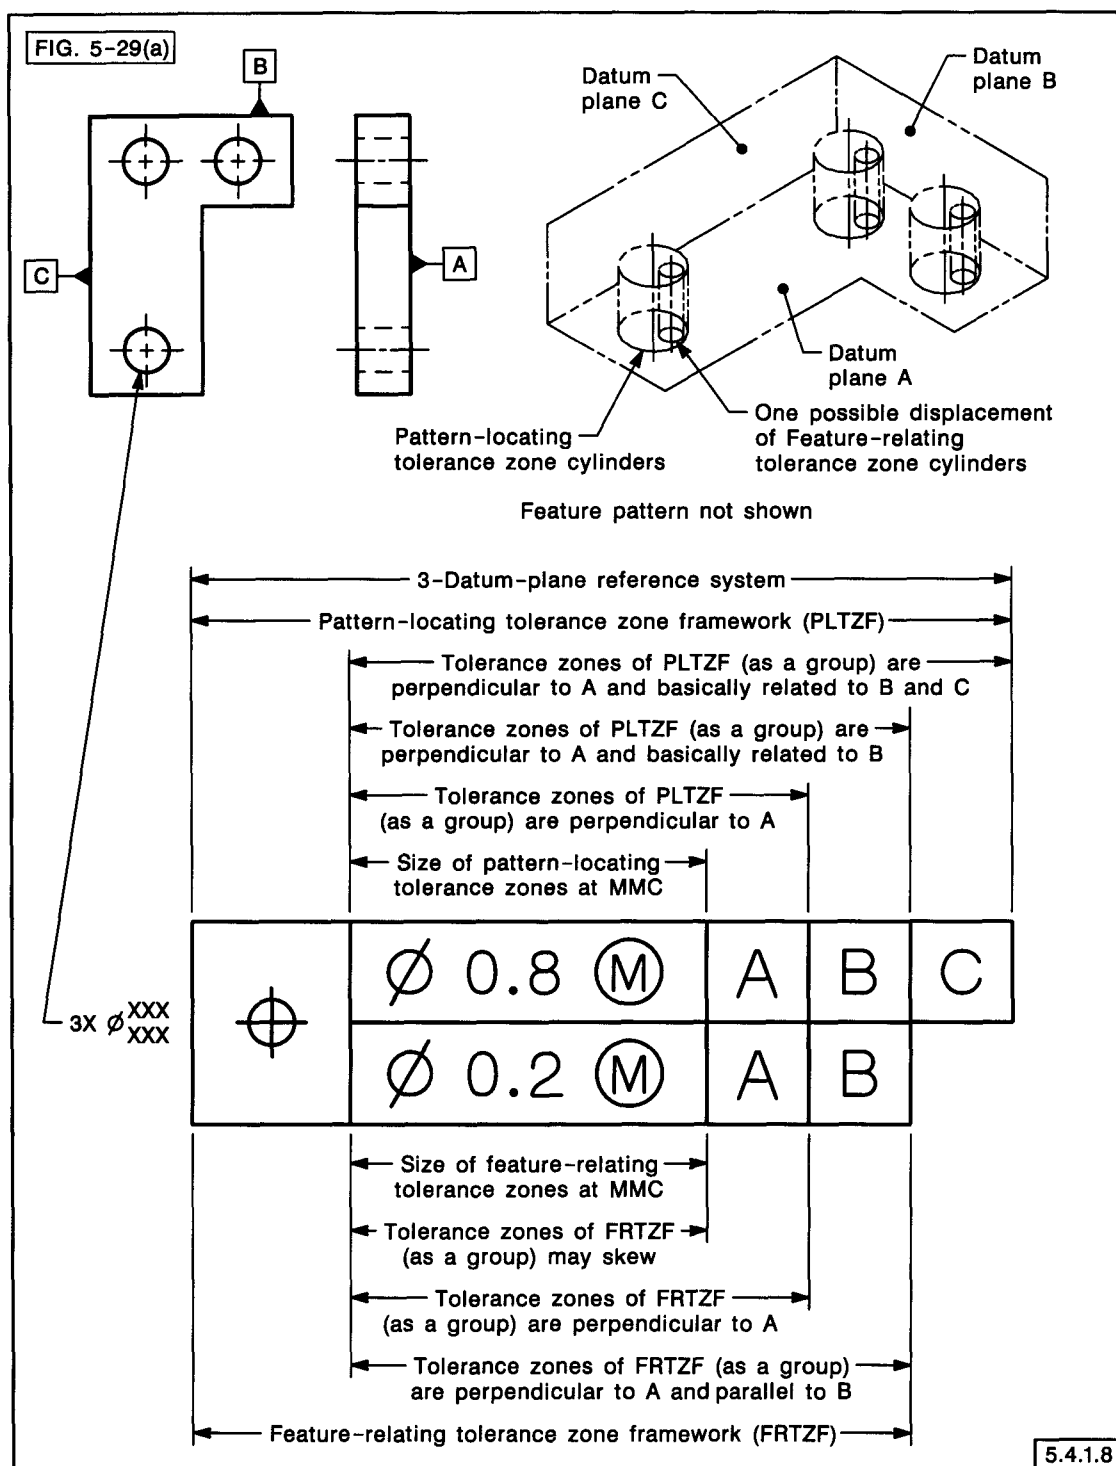 FIG. 5-29(a)
B
C
A
Datum
plane C
Datum
plane B
Datum
plane A
Pattern-locating
tolerance zone cylinders
One possible displacement
of Feature-relating
tolerance zone cylinders
Feature pattern not shown
3-Datum-plane reference system
Pattern-locating tolerance zone framework (PLTZF)
Tolerance zones of PLTZF (as a group) are
perpendicular to A and basically related to B and C
Tolerance zones of PLTZF (as a group) are
perpendicular to A and basically related to B
Tolerance zones of PLTZF
(as a group) are perpendicular to A
Size of pattern-locating
tolerance zones at MMC
3X ⌀ XXX
XXX
⌖ ⌀ 0.8 Ⓜ A B C
⌀ 0.2 Ⓜ A B
Size of feature-relating
tolerance zones at MMC
Tolerance zones of FRTZF
(as a group) may skew
Tolerance zones of FRTZF
(as a group) are perpendicular to A
Tolerance zones of FRTZF (as a group)
are perpendicular to A and parallel to B
Feature-relating tolerance zone framework (FRTZF)
5.4.1.8